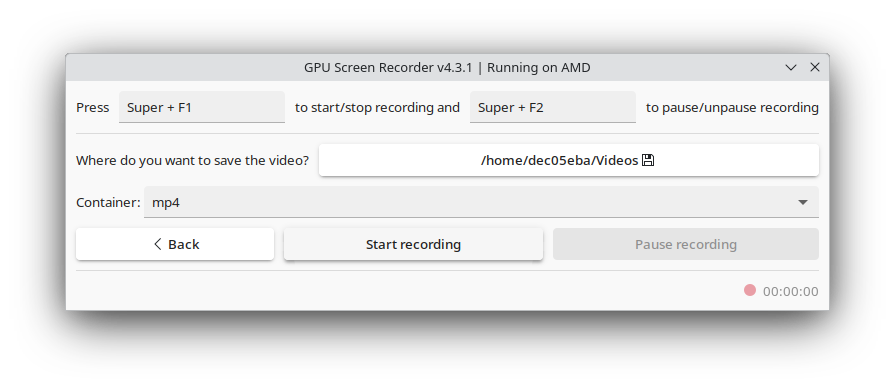 GPU Screen Recorder v4.3.1 | Running on AMD
Press Super + F1 to start/stop recording and Super + F2 to pause/unpause recording
Where do you want to save the video? /home/dec05eba/Videos
Container: mp4
Back Start recording Pause recording
00:00:00